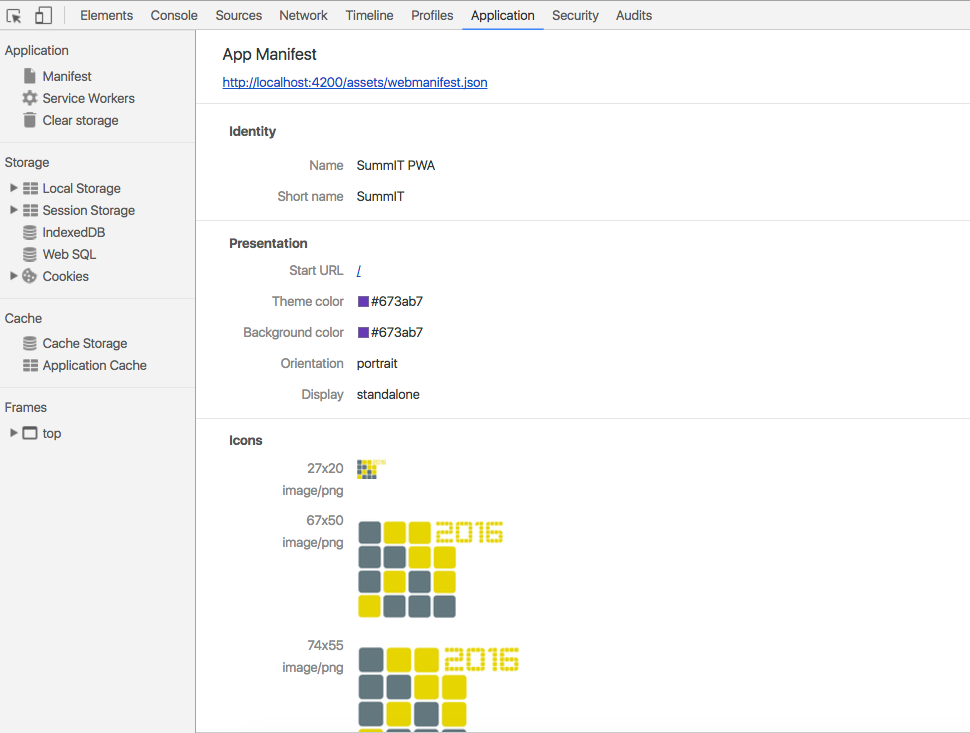 Elements Console Sources Network Timeline Profiles Application Security Audits
Application
Manifest
Service Workers
Clear storage
Storage
Local Storage
Session Storage
IndexedDB
Web SQL
Cookies
Cache
Cache Storage
Application Cache
Frames
top
App Manifest
http://localhost:4200/assets/webmanifest.json
Identity
Name SummIT PWA
Short name SummIT
Presentation
Start URL /
Theme color #673ab7
Background color #673ab7
Orientation portrait
Display standalone
Icons
27x20
image/png
67x50
image/png
2016
74x55
image/png
2016